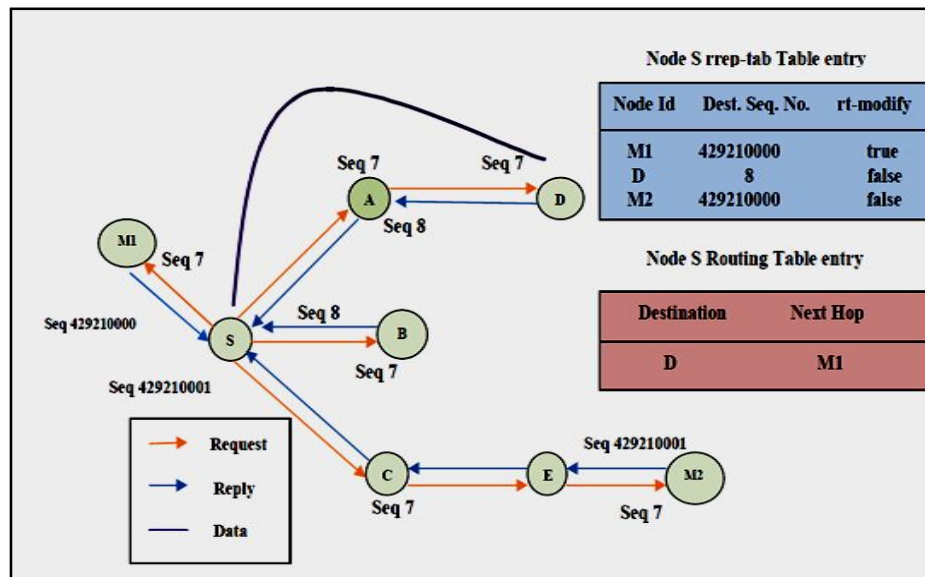 Node S rrep-tab Table entry
Node Id Dest. Seq. No. rt-modify
M1 429210000 true
D 8 false
M2 429210000 false
Node S Routing Table entry
Destination Next Hop
D M1
Seq 7
Seq 7
A
D
Seq 8
M1
Seq 7
Seq 429210000
Seq 8
S
B
Seq 7
Seq 429210001
Request
Reply
Data
Seq 429210001
C
E
M2
Seq 7
Seq 7